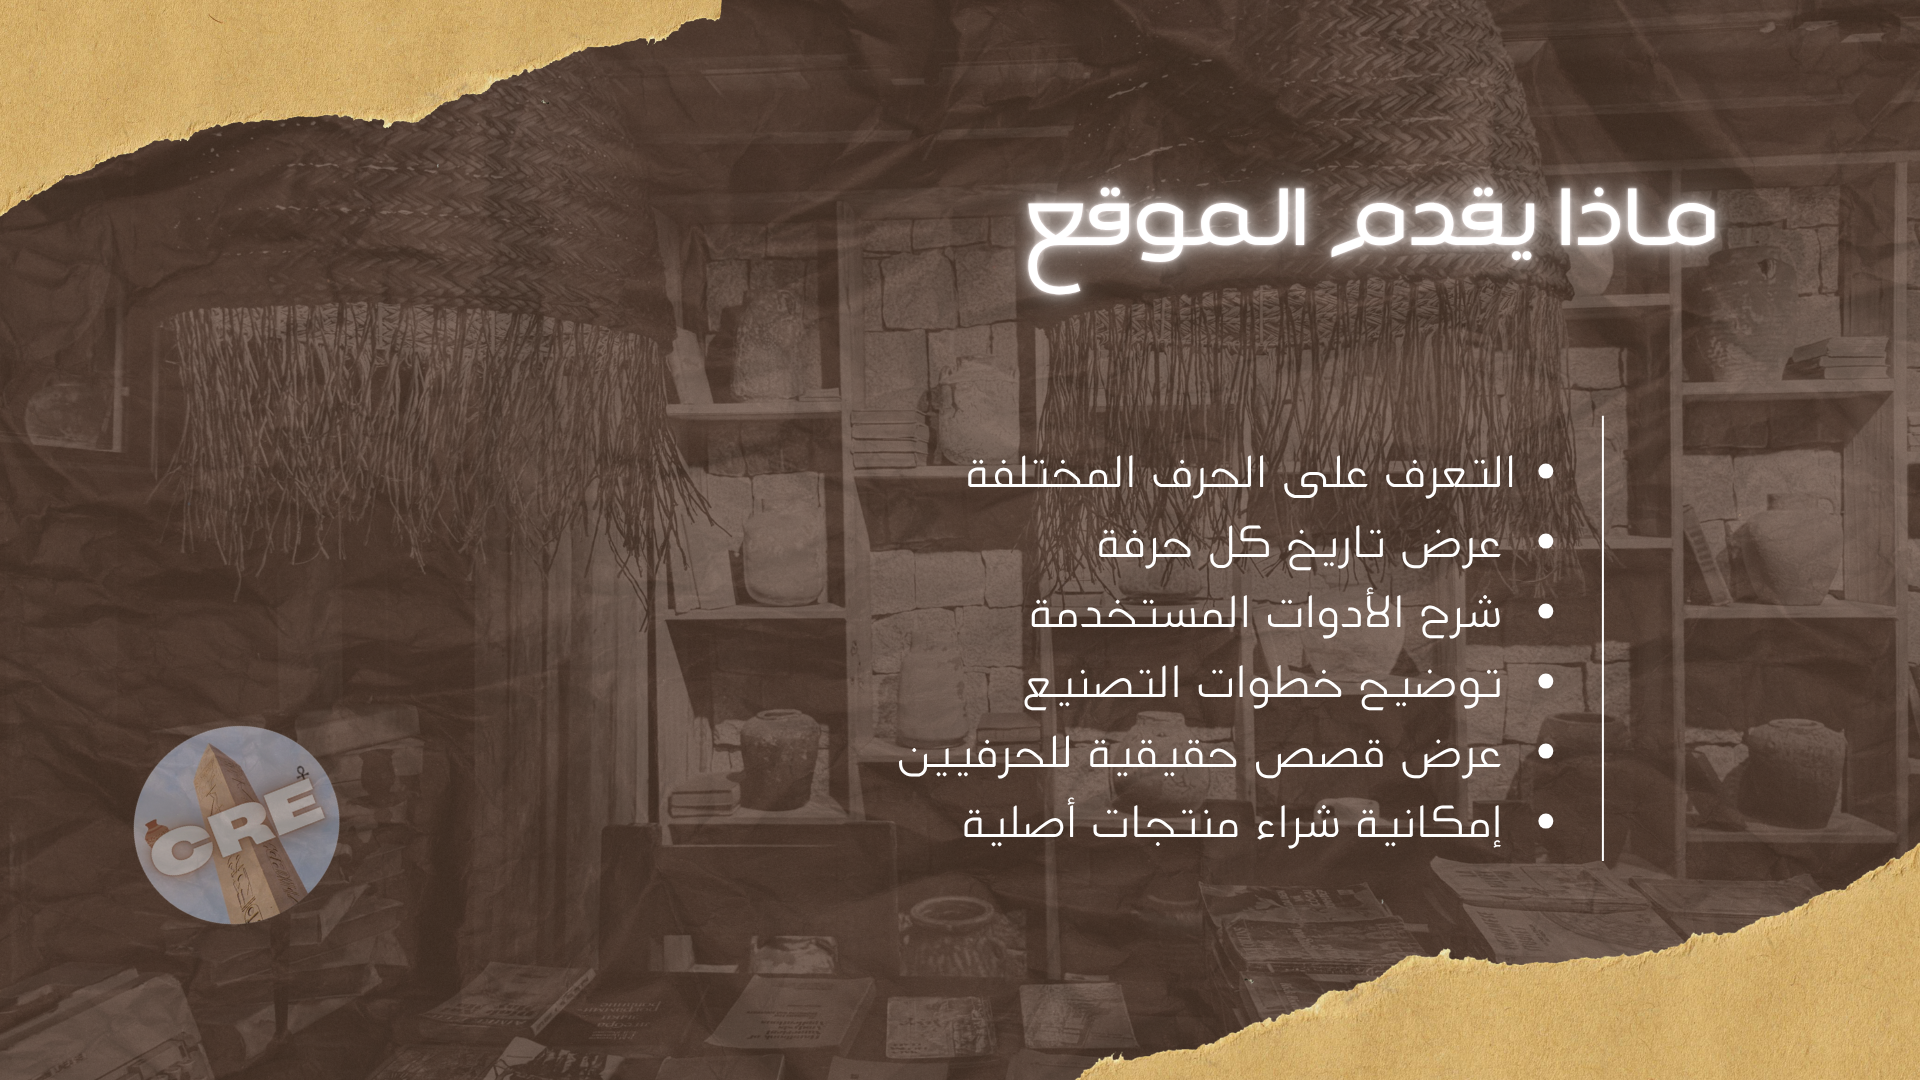 ماذا يقدم الموقع
التعرف على الحرف المختلفة
عرض تاريخ كل حرفة
شرح الأدوات المستخدمة
توضيح خطوات التصنيع
عرض قصص حقيقية للحرفيين
إمكانية شراء منتجات أصلية
CRE